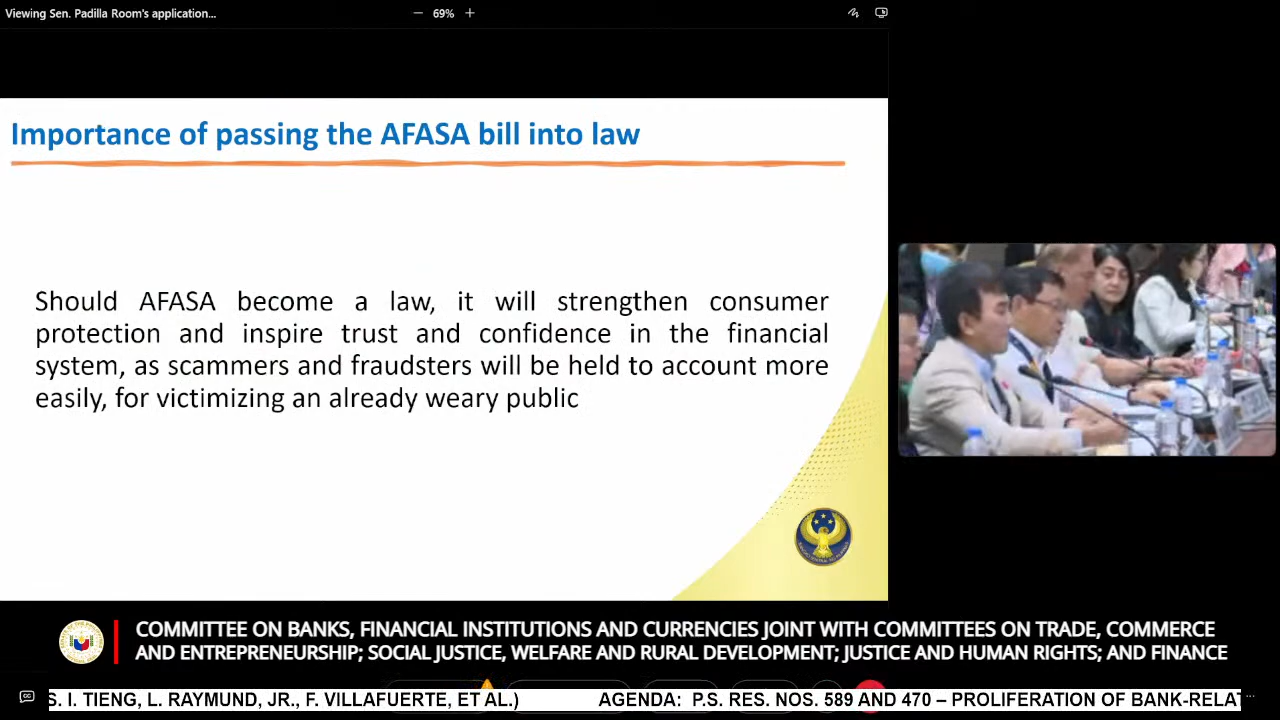 Viewing Sen. Padilla Room's application...
69%
Importance of passing the AFASA bill into law
Should AFASA become a law, it will strengthen consumer
protection and inspire trust and confidence in the financial
system, as scammers and fraudsters will be held to account more
easily, for victimizing an already weary public
COMMITTEE ON BANKS, FINANCIAL INSTITUTIONS AND CURRENCIES JOINT WITH COMMITTEES ON TRADE, COMMERCE
AND ENTREPRENEURSHIP; SOCIAL JUSTICE, WELFARE AND RURAL DEVELOPMENT; JUSTICE AND HUMAN RIGHTS; AND FINANCE
S. I. TIENG, L. RAYMUND, JR., F. VILLAFUERTE, ET AL.) AGENDA: P.S. RES. NOS. 589 AND 470 – PROLIFERATION OF BANK-RELAT